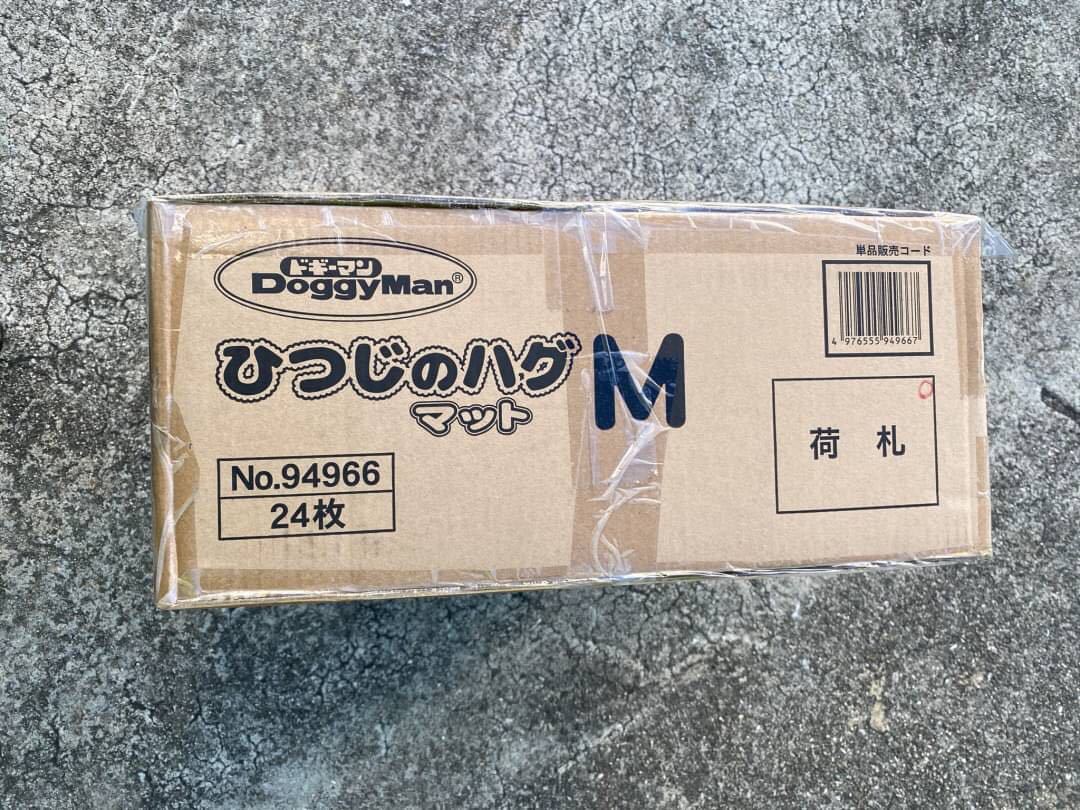 ドギーマン
DoggyMan®
ひつじのハグ
マット
M
No.94966
24枚
単品販売コード
4 976555 949667
荷 札